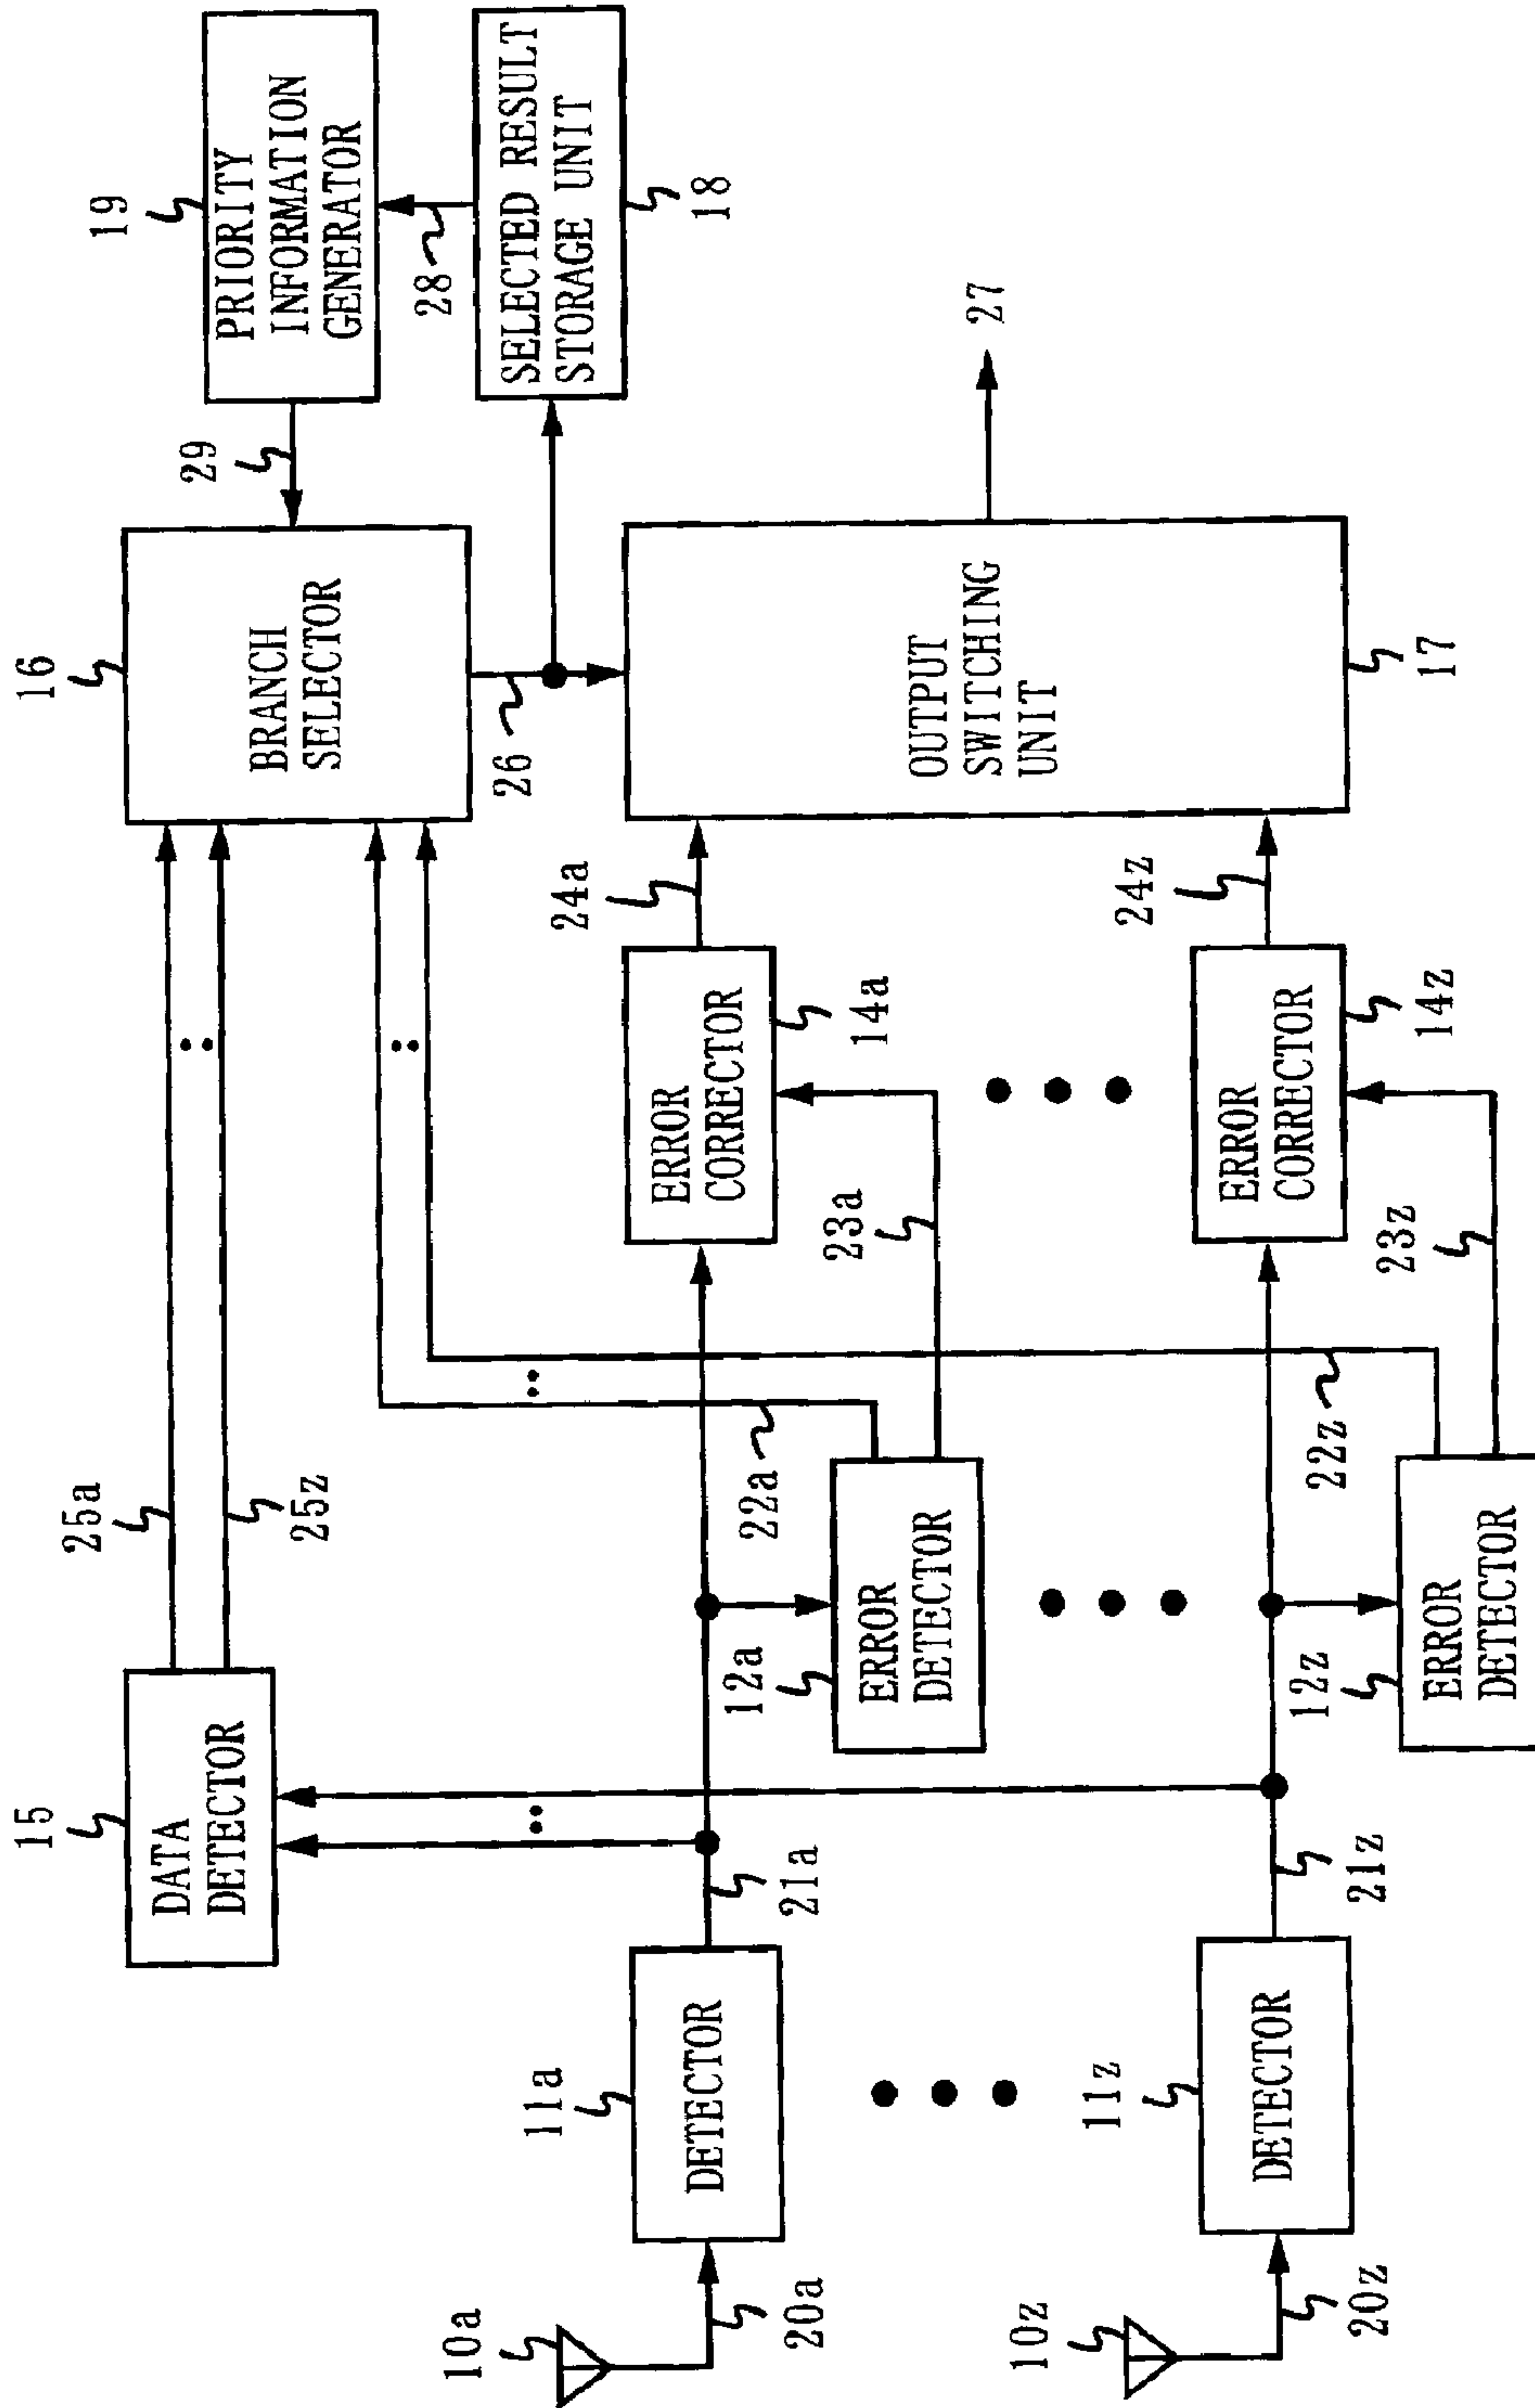 15
DATA
DETECTOR
25a
25z
16
BRANCH
SELECTOR
29
19
PRIORITY
INFORMATION
GENERATOR
28
SELECTED RESULT
STORAGE UNIT
18
26
10a
20a
11a
DETECTOR
21a
12a
ERROR
DETECTOR
22a
23a
ERROR
CORRECTOR
14a
24a
OUTPUT
SWITCHING
UNIT
17
27
10z
20z
11z
DETECTOR
21z
12z
ERROR
DETECTOR
22z
23z
ERROR
CORRECTOR
14z
24z